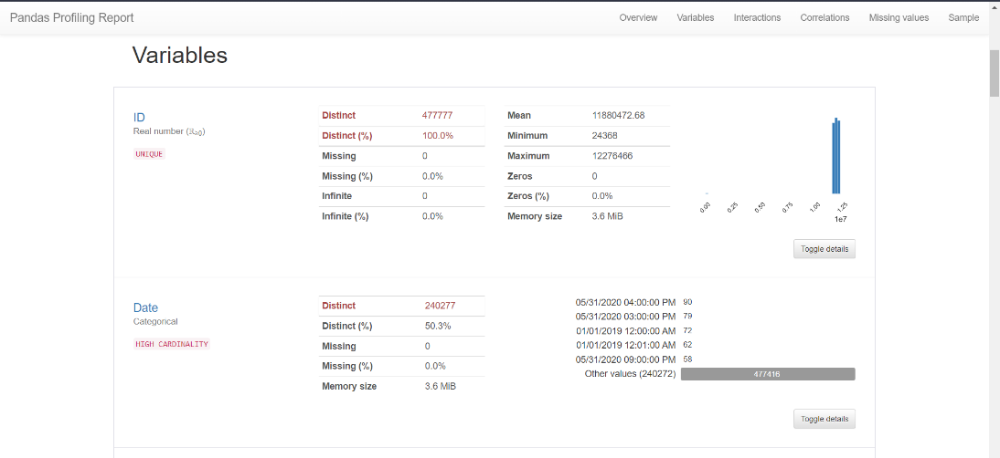 Pandas Profiling Report
Overview Variables Interactions Correlations Missing values Sample
Variables
ID
Real number (ℝ≥0)
UNIQUE
Distinct 477777
Distinct (%) 100.0%
Missing 0
Missing (%) 0.0%
Infinite 0
Infinite (%) 0.0%
Mean 11880472.68
Minimum 24368
Maximum 12276466
Zeros 0
Zeros (%) 0.0%
Memory size 3.6 MiB
0.00 0.25 0.50 0.75 1.00 1.25
1e7
Toggle details
Date
Categorical
HIGH CARDINALITY
Distinct 240277
Distinct (%) 50.3%
Missing 0
Missing (%) 0.0%
Memory size 3.6 MiB
05/31/2020 04:00:00 PM 90
05/31/2020 03:00:00 PM 79
01/01/2019 12:00:00 AM 72
01/01/2019 12:01:00 AM 62
05/31/2020 09:00:00 PM 58
Other values (240272) 477416
Toggle details